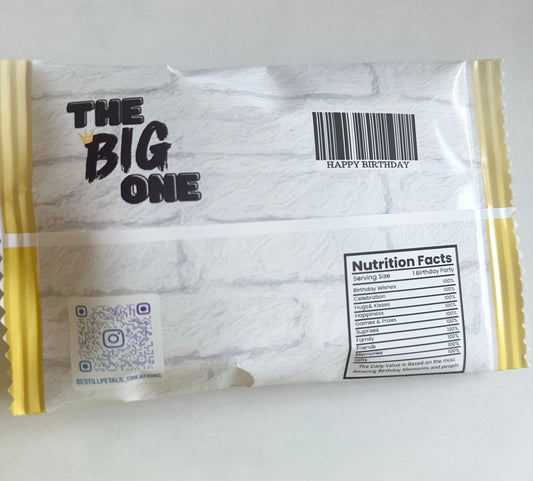 THE
BIG
ONE
HAPPY BIRTHDAY
Nutrition Facts
Serving Size 1 Birthday Party
Birthday Wishes 100%
Celebration 100%
Hugs& Kisses 100%
Happiness 100%
Games & Prizes 100%
Suprises 100%
Family 100%
Friends 100%
Memories 100%
100%
The Daily Value is Based on the most
Amazing Birthday Memories and people
BESTILLPETALS_CREATIONS